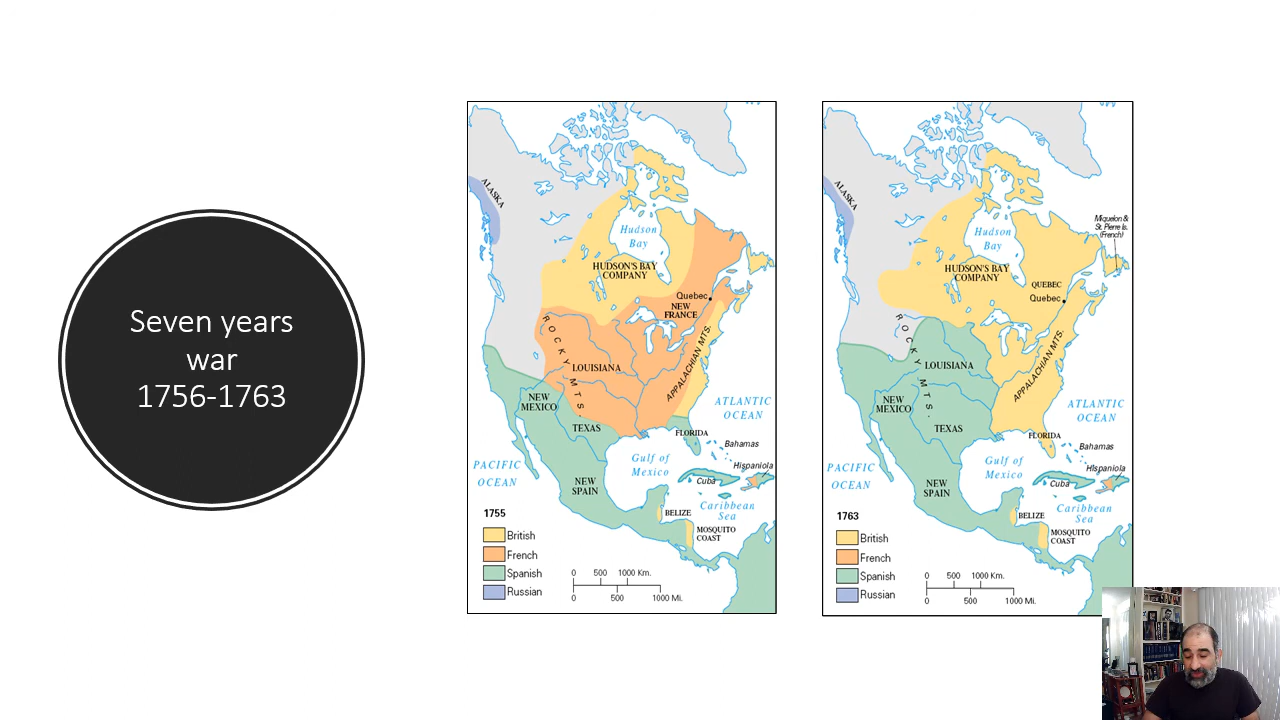 Seven years
war
1756-1763
ALASKA
Hudson
Bay
HUDSON'S BAY
COMPANY
Quebec
NEW
FRANCE
ROCKY MTS.
LOUISIANA
APPALACHIAN MTS.
NEW
MEXICO
TEXAS
ATLANTIC
OCEAN
FLORIDA
Bahamas
PACIFIC
OCEAN
Gulf of
Mexico
Hispaniola
Cuba
NEW
SPAIN
Caribbean
Sea
BELIZE
MOSQUITO
COAST
1755
British
French
Spanish
Russian
0 500 1000 Km.
0 500 1000 Mi.
ALASKA
Miquelon &
St. Pierre Is.
(French)
Hudson
Bay
HUDSON'S BAY
COMPANY
QUEBEC
Quebec
ROCKY MTS.
LOUISIANA
APPALACHIAN MTS.
NEW
MEXICO
TEXAS
ATLANTIC
OCEAN
FLORIDA
Bahamas
PACIFIC
OCEAN
Gulf of
Mexico
Hispaniola
Cuba
NEW
SPAIN
Caribbean
Sea
BELIZE
MOSQUITO
COAST
1763
British
French
Spanish
Russian
0 500 1000 Km.
0 500 1000 Mi.